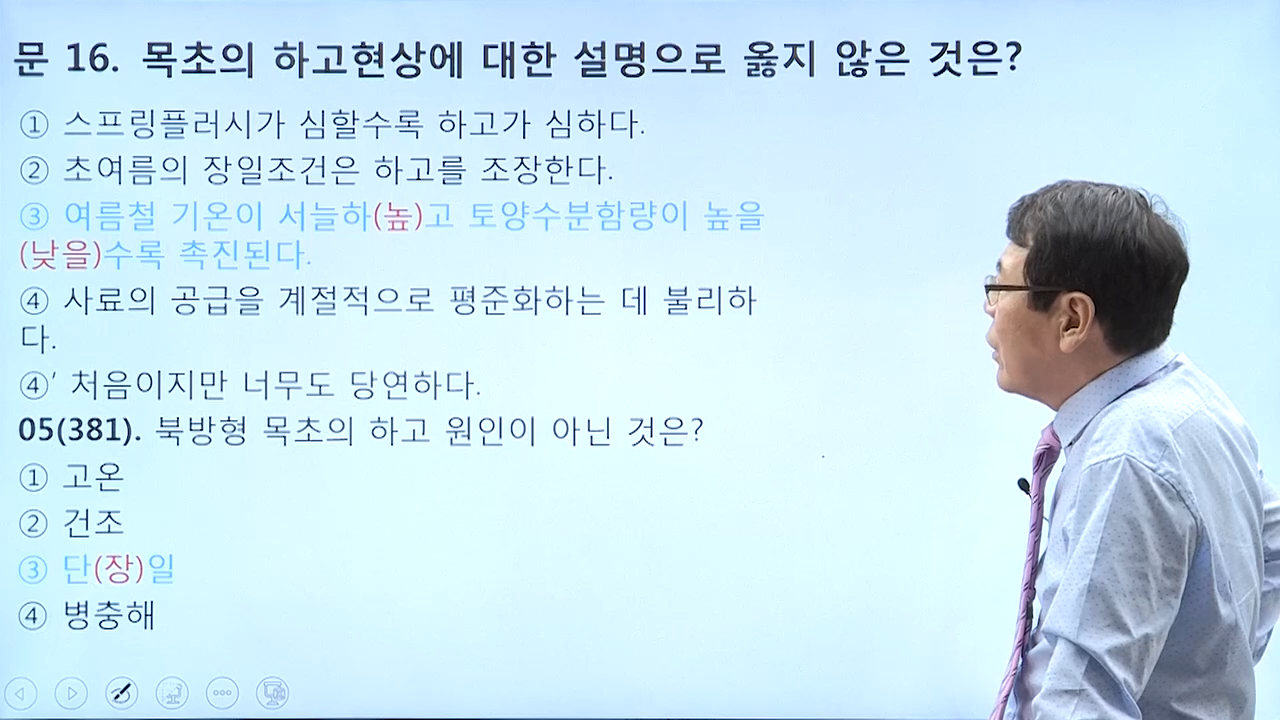 문 16. 목초의 하고현상에 대한 설명으로 옳지 않은 것은?
① 스프링플러시가 심할수록 하고가 심하다.
② 초여름의 장일조건은 하고를 조장한다.
③ 여름철 기온이 서늘하(높)고 토양수분함량이 높을
(낮을)수록 촉진된다.
④ 사료의 공급을 계절적으로 평준화하는 데 불리하
다.
④′ 처음이지만 너무도 당연하다.
05(381). 북방형 목초의 하고 원인이 아닌 것은?
① 고온
② 건조
③ 단(장)일
④ 병충해